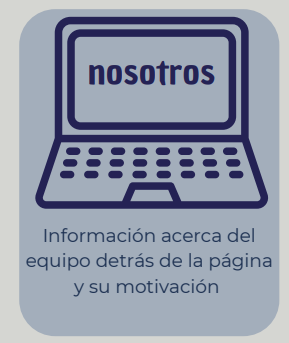 nosotros
Información acerca del
equipo detrás de la página
y su motivación